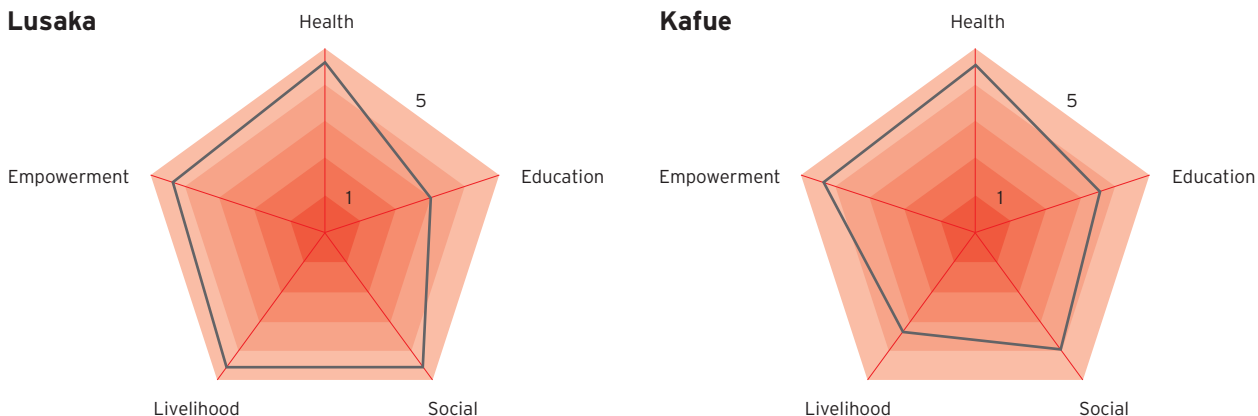 Lusaka
Health
5
Empowerment
1
Education
Livelihood
Social
Kafue
Health
5
Empowerment
1
Education
Livelihood
Social